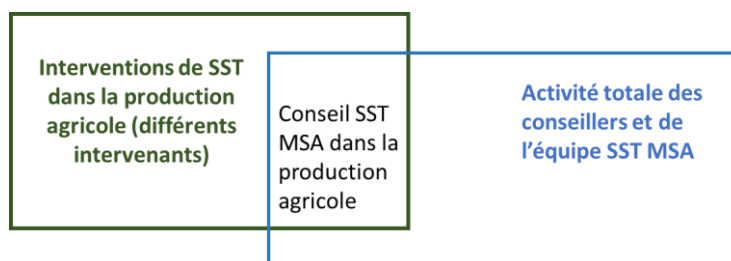 Interventions de SST
dans la production
agricole (différents
intervenants)
Conseil SST
MSA dans la
production
agricole
Activité totale des
conseillers et de
l’équipe SST MSA